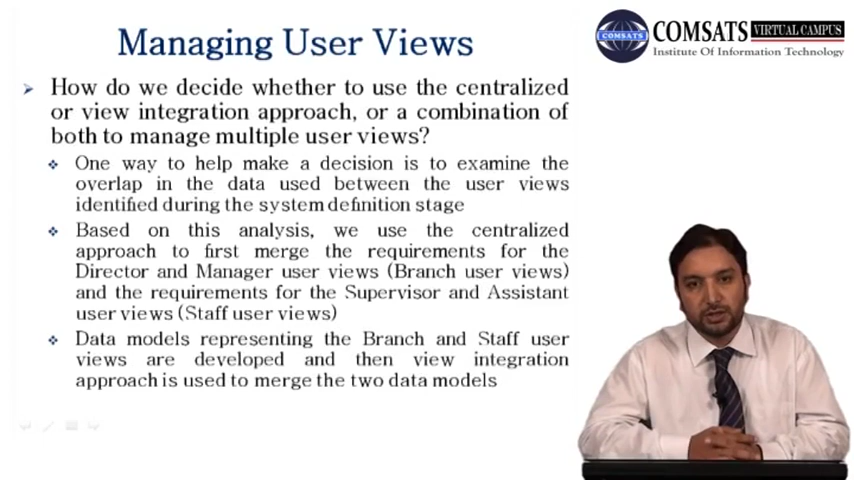 Managing User Views
How do we decide whether to use the centralized
or view integration approach, or a combination of
both to manage multiple user views?
One way to help make a decision is to examine the
overlap in the data used between the user views
identified during the system definition stage
Based on this analysis, we use the centralized
approach to first merge the requirements for the
Director and Manager user views (Branch user views)
and the requirements for the Supervisor and Assistant
user views (Staff user views)
Data models representing the Branch and Staff user
views are developed and then view integration
approach is used to merge the two data models
COMSATS
COMSATS VIRTUAL CAMPUS
Institute Of Information Technology